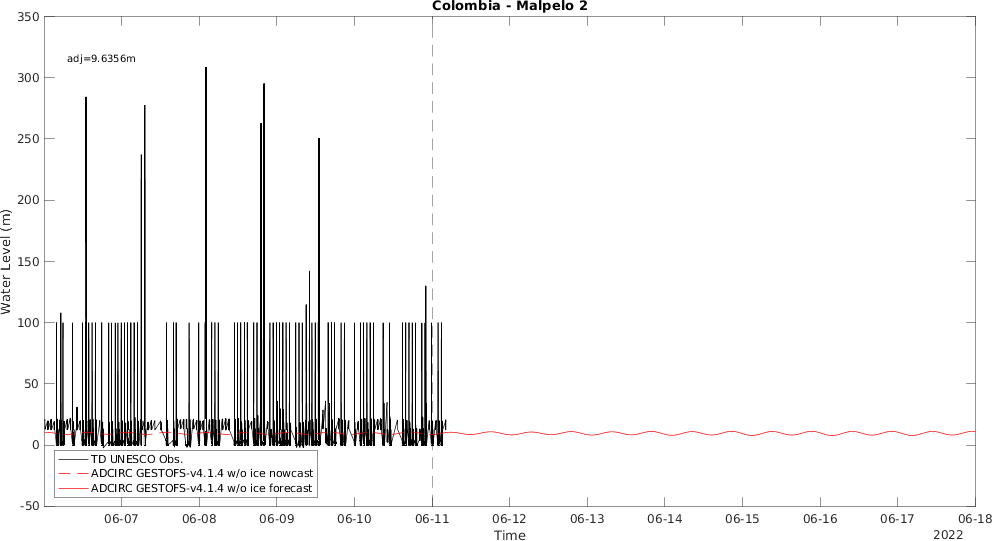 Colombia - Malpelo 2
adj=9.6356m
350
300
250
200
150
100
50
0
-50
Water Level (m)
TD UNESCO Obs.
ADCIRC GESTOFS-v4.1.4 w/o ice nowcast
ADCIRC GESTOFS-v4.1.4 w/o ice forecast
06-07 06-08 06-09 06-10 06-11 06-12 06-13 06-14 06-15 06-16 06-17 06-18
Time
2022